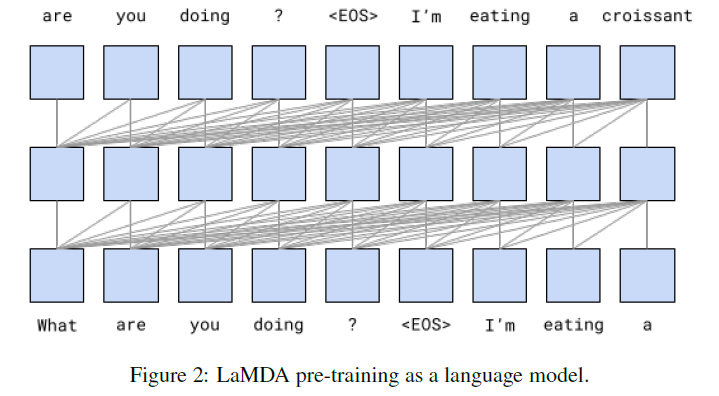 are you doing ? <EOS> I'm eating a croissant
What are you doing ? <EOS> I'm eating a
Figure 2: LaMDA pre-training as a language model.